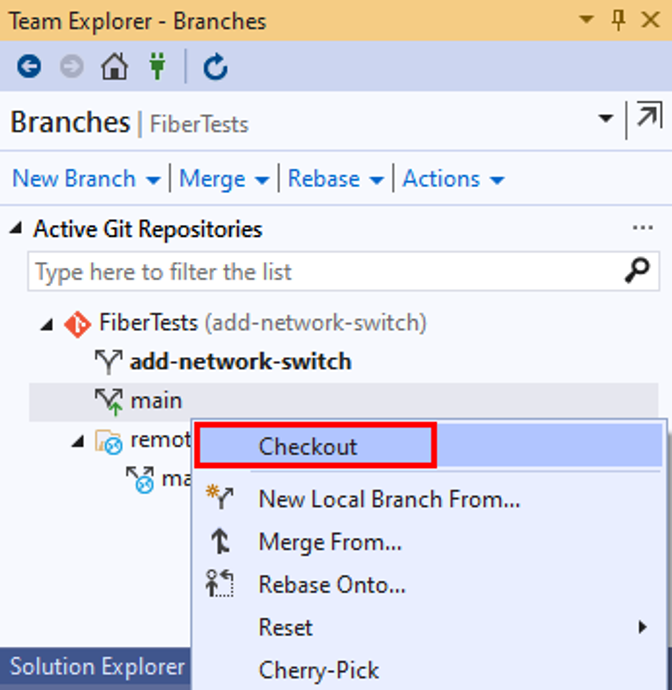 Team Explorer - Branches
Branches | FiberTests
New Branch | Merge | Rebase | Actions
Active Git Repositories
Type here to filter the list
FiberTests (add-network-switch)
add-network-switch
main
remot
ma
Checkout
New Local Branch From...
Merge From...
Rebase Onto...
Reset
Cherry-Pick
Solution Explorer